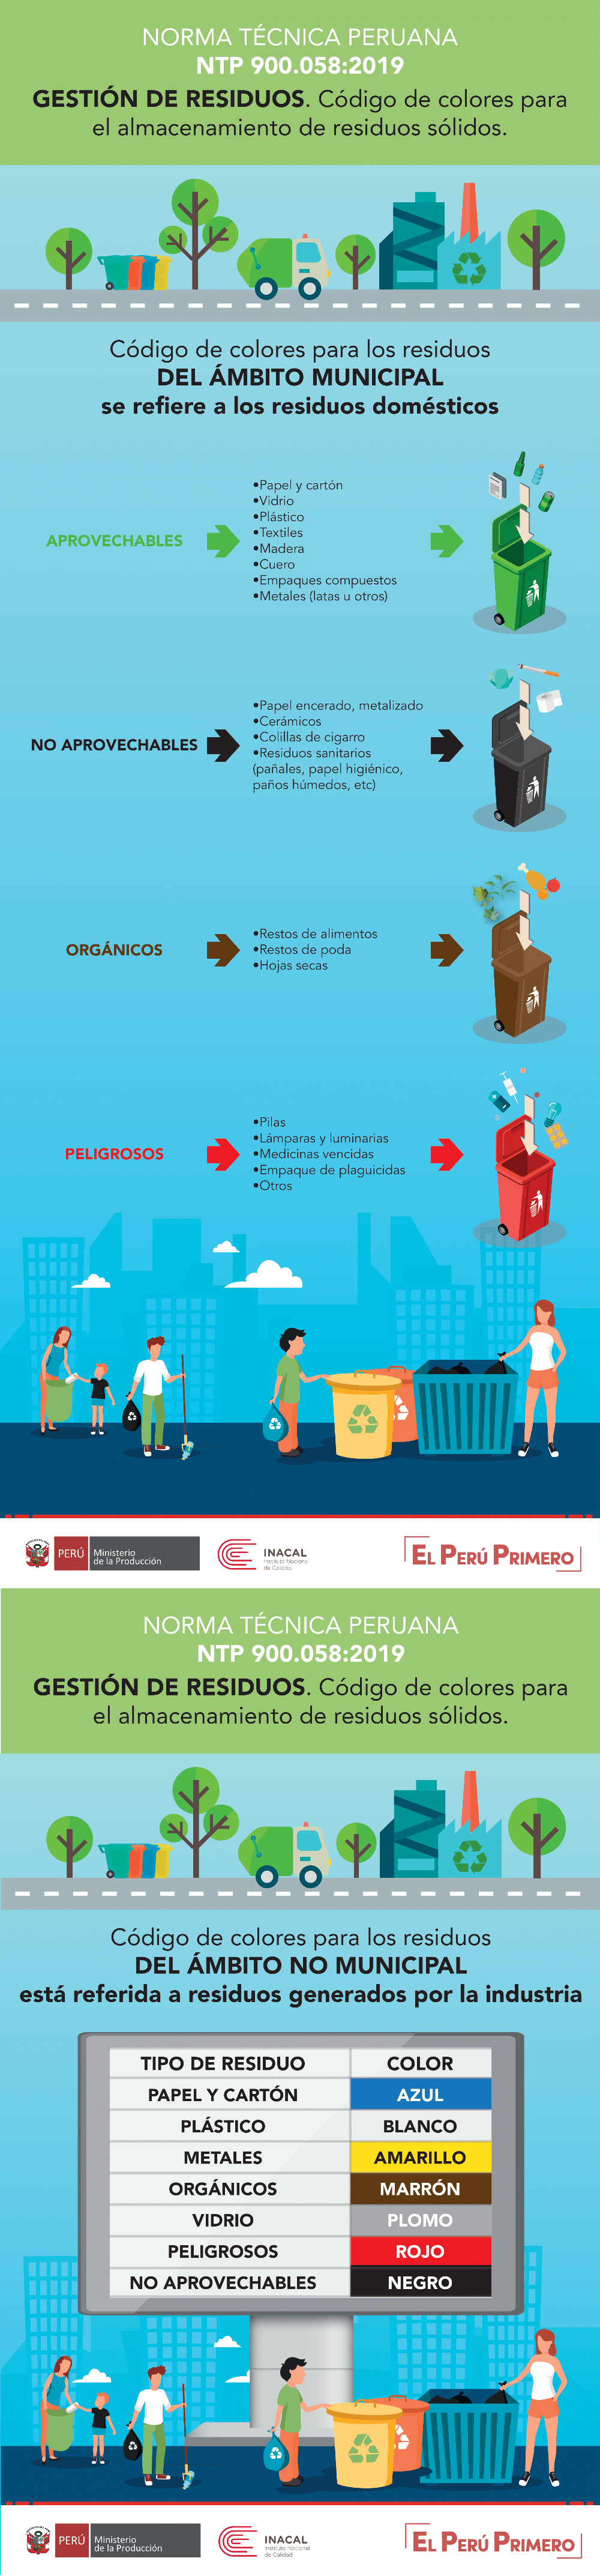 NORMA TÉCNICA PERUANA
NTP 900.058:2019
GESTIÓN DE RESIDUOS. Código de colores para
el almacenamiento de residuos sólidos.
Código de colores para los residuos
DEL ÁMBITO MUNICIPAL
se refiere a los residuos domésticos
APROVECHABLES
•Papel y cartón
•Vidrio
•Plástico
•Textiles
•Madera
•Cuero
•Empaques compuestos
•Metales (latas u otros)
NO APROVECHABLES
•Papel encerado, metalizado
•Cerámicos
•Colillas de cigarro
•Residuos sanitarios
(pañales, papel higiénico,
paños húmedos, etc)
ORGÁNICOS
•Restos de alimentos
•Restos de poda
•Hojas secas
PELIGROSOS
•Pilas
•Lámparas y luminarias
•Medicinas vencidas
•Empaque de plaguicidas
•Otros
PERÚ
Ministerio
de la Producción
INACAL
Instituto Nacional
de Calidad
EL PERÚ PRIMERO
NORMA TÉCNICA PERUANA
NTP 900.058:2019
GESTIÓN DE RESIDUOS. Código de colores para
el almacenamiento de residuos sólidos.
Código de colores para los residuos
DEL ÁMBITO NO MUNICIPAL
está referida a residuos generados por la industria
TIPO DE RESIDUO COLOR
PAPEL Y CARTÓN AZUL
PLÁSTICO BLANCO
METALES AMARILLO
ORGÁNICOS MARRÓN
VIDRIO PLOMO
PELIGROSOS ROJO
NO APROVECHABLES NEGRO
PERÚ
Ministerio
de la Producción
INACAL
Instituto Nacional
de Calidad
EL PERÚ PRIMERO